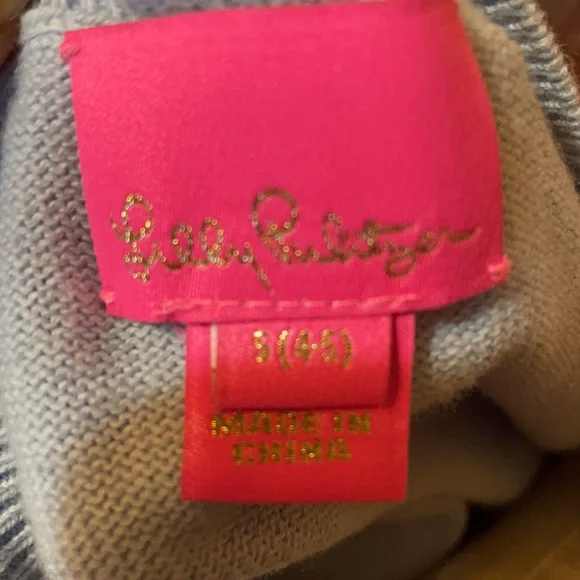 Lilly Pulitzer
S(4-5)
MADE IN
CHINA